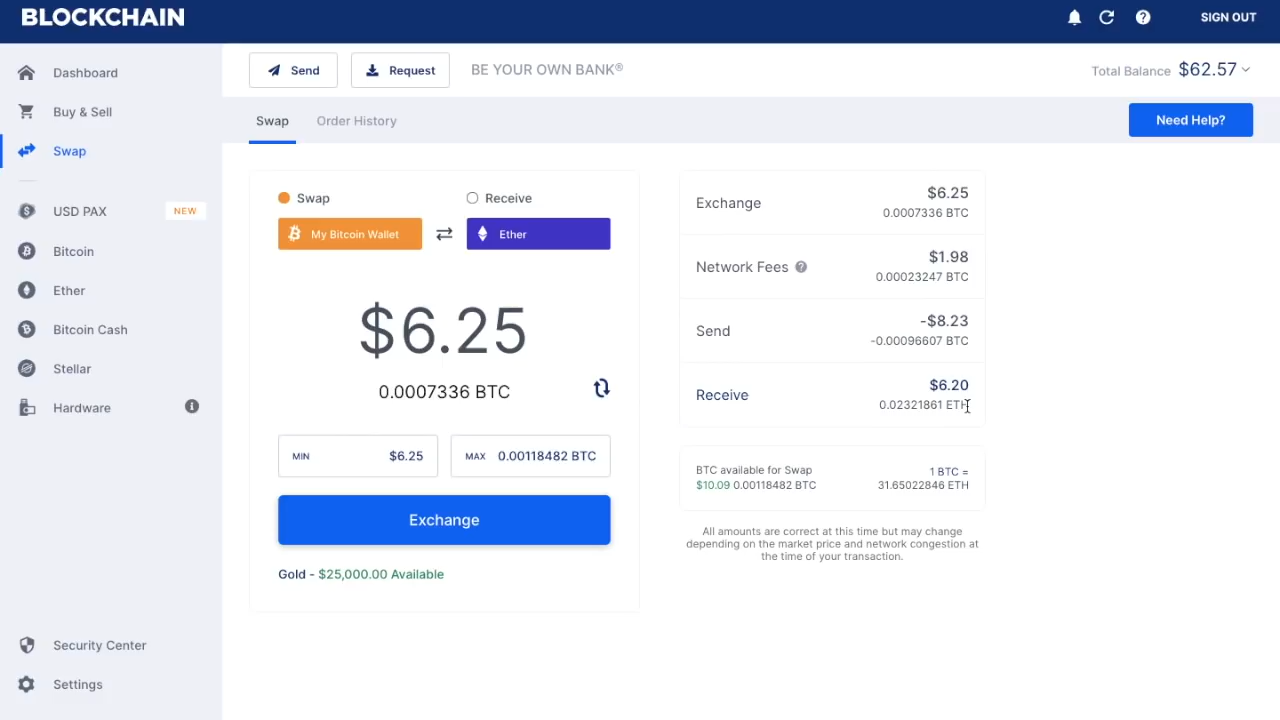 BLOCKCHAIN
SIGN OUT
Dashboard
Buy & Sell
Swap
USD PAX NEW
Bitcoin
Ether
Bitcoin Cash
Stellar
Hardware
Security Center
Settings
Send
Request
BE YOUR OWN BANK®
Total Balance $62.57
Swap
Order History
Need Help?
Swap
Receive
My Bitcoin Wallet
Ether
$6.25
0.0007336 BTC
MIN $6.25
MAX 0.00118482 BTC
Exchange
Gold - $25,000.00 Available
Exchange
$6.25
0.0007336 BTC
Network Fees
$1.98
0.00023247 BTC
Send
-$8.23
-0.00096607 BTC
Receive
$6.20
0.02321861 ETH
BTC available for Swap
$10.09 0.00118482 BTC
1 BTC =
31.65022846 ETH
All amounts are correct at this time but may change
depending on the market price and network congestion at
the time of your transaction.